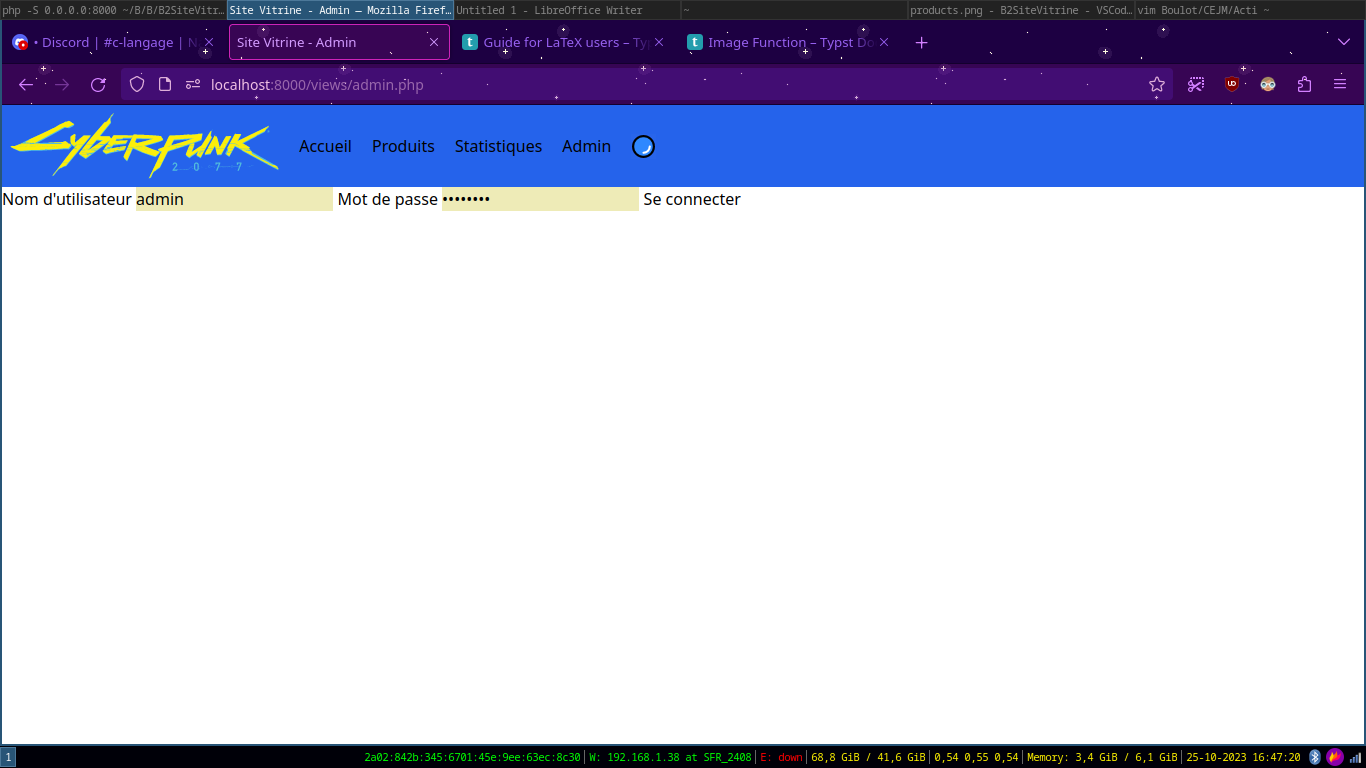 php -S 0.0.0.0:8000 ~/B/B/B2SiteVitr… Site Vitrine - Admin — Mozilla Firef… Untitled 1 - LibreOffice Writer ~ products.png - B2SiteVitrine - VSCod… vim Boulot/CEJM/Acti ~
• Discord | #c-langage | N Site Vitrine - Admin Guide for LaTeX users – Ty Image Function – Typst Do
localhost:8000/views/admin.php
CYBERPUNK Accueil Produits Statistiques Admin
2077
Nom d'utilisateur admin Mot de passe •••••••• Se connecter
1 2a02:842b:345:6701:45e:9ee:63ec:8c30 W: 192.168.1.38 at SFR_2408 E: down 68,8 GiB / 41,6 GiB 0,54 0,55 0,54 Memory: 3,4 GiB / 6,1 GiB 25-10-2023 16:47:20